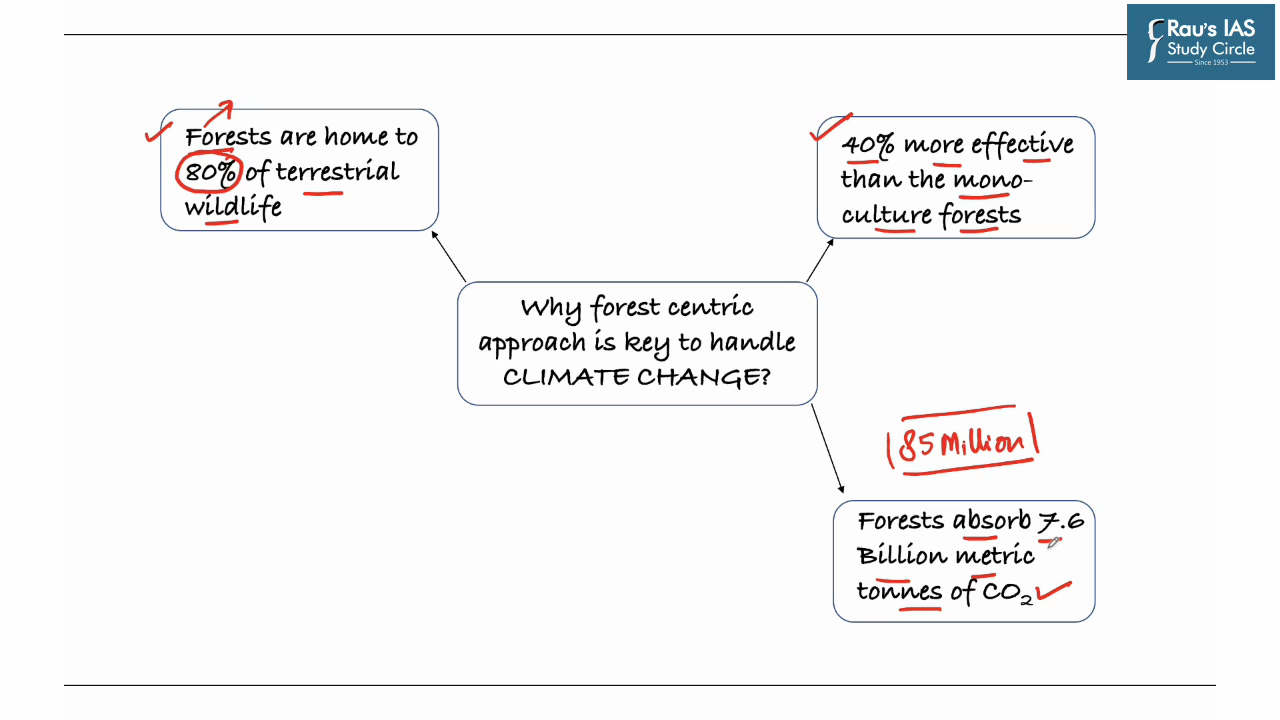 Rau's IAS
Study Circle
Since 1953
Forests are home to
80% of terrestrial
wildlife
40% more effective
than the mono-
culture forests
Why forest centric
approach is key to handle
CLIMATE CHANGE?
85 Million
Forests absorb 7.6
Billion metric
tonnes of CO₂